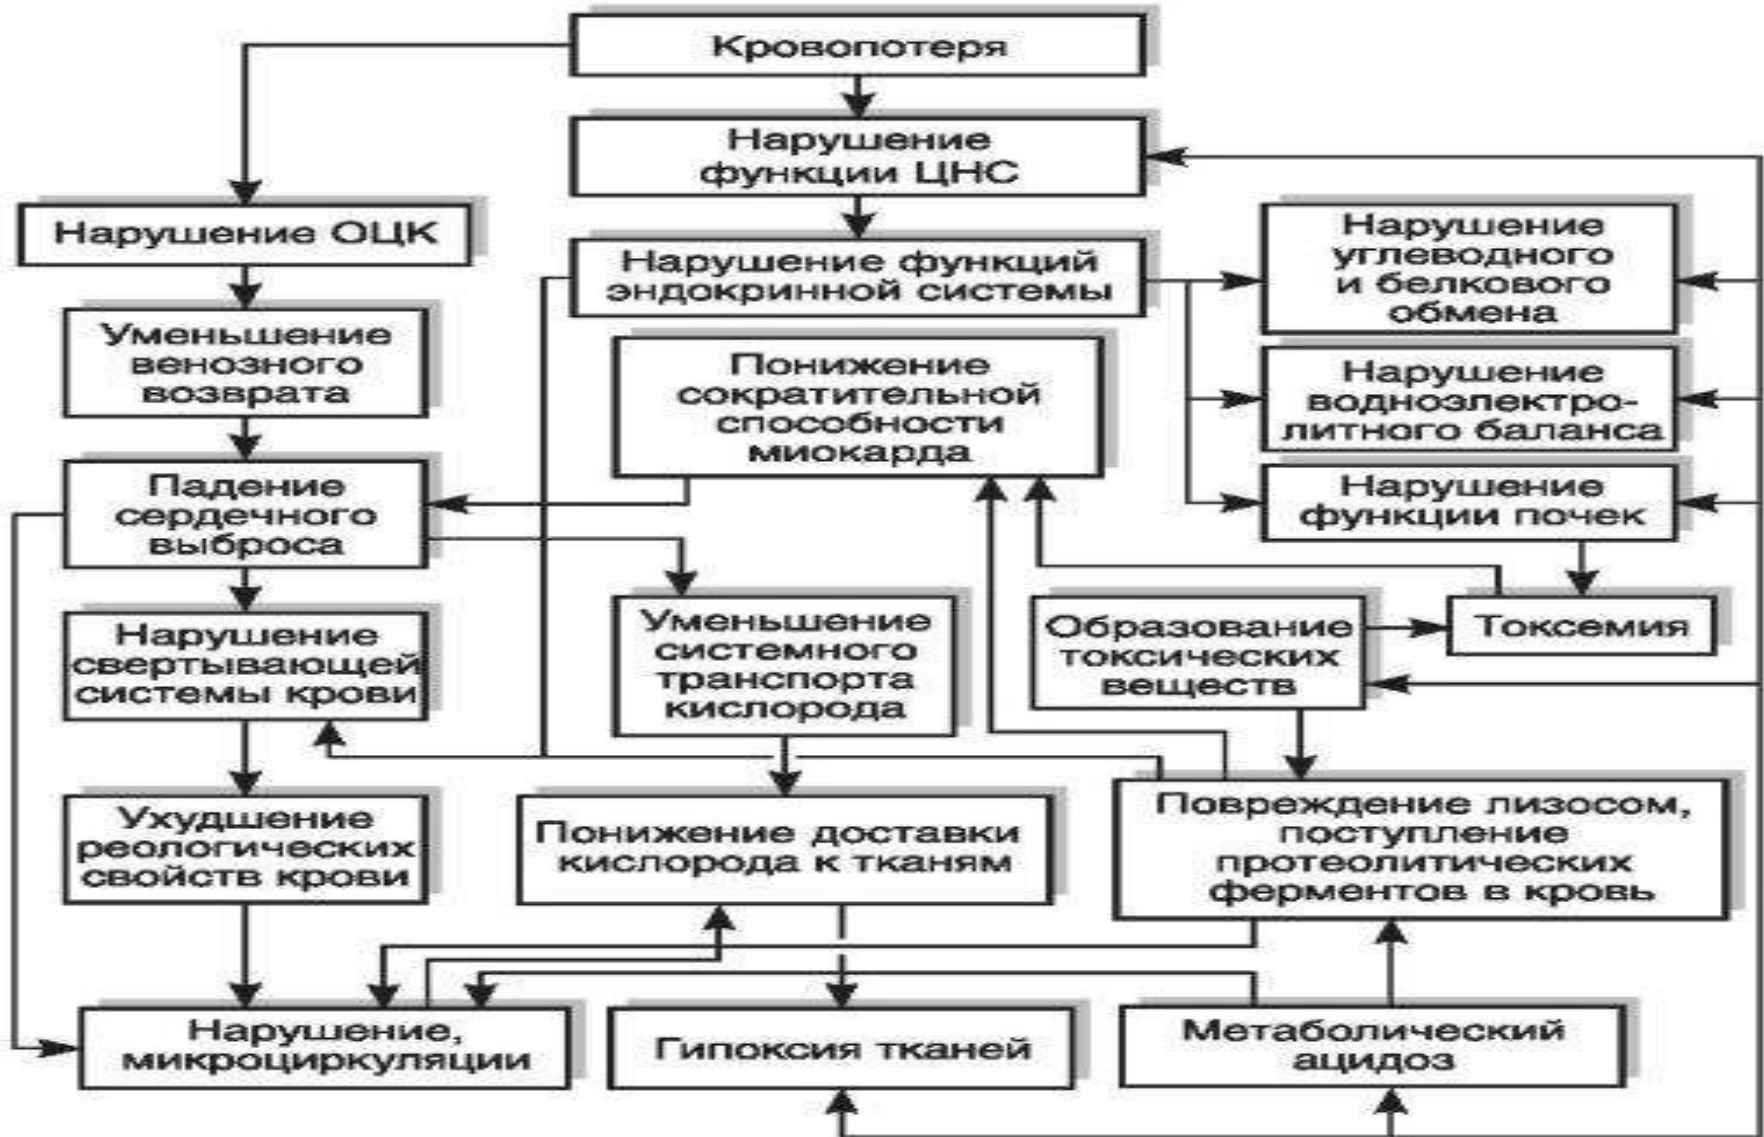 Кровопотеря
Нарушение
функции ЦНС
Нарушение ОЦК
Нарушение функций
эндокринной системы
Нарушение
углеводного
и белкового
обмена
Уменьшение
венозного
возврата
Понижение
сократительной
способности
миокарда
Нарушение
водноэлектро-
литного баланса
Падение
сердечного
выброса
Нарушение
функции почек
Нарушение
свертывающей
системы крови
Уменьшение
системного
транспорта
кислорода
Образование
токсических
веществ
Токсемия
Ухудшение
реологических
свойств крови
Понижение доставки
кислорода к тканям
Повреждение лизосом,
поступление
протеолитических
ферментов в кровь
Нарушение,
микроциркуляции
Гипоксия тканей
Метаболический
ацидоз